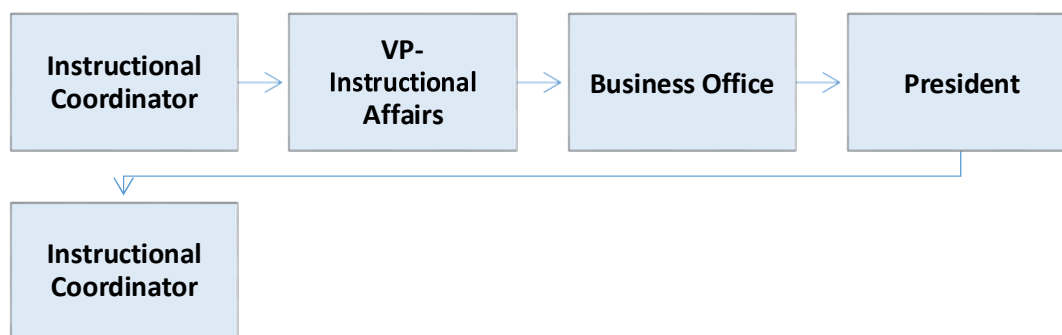 Instructional
Coordinator
VP-
Instructional
Affairs
Business Office
President
Instructional
Coordinator